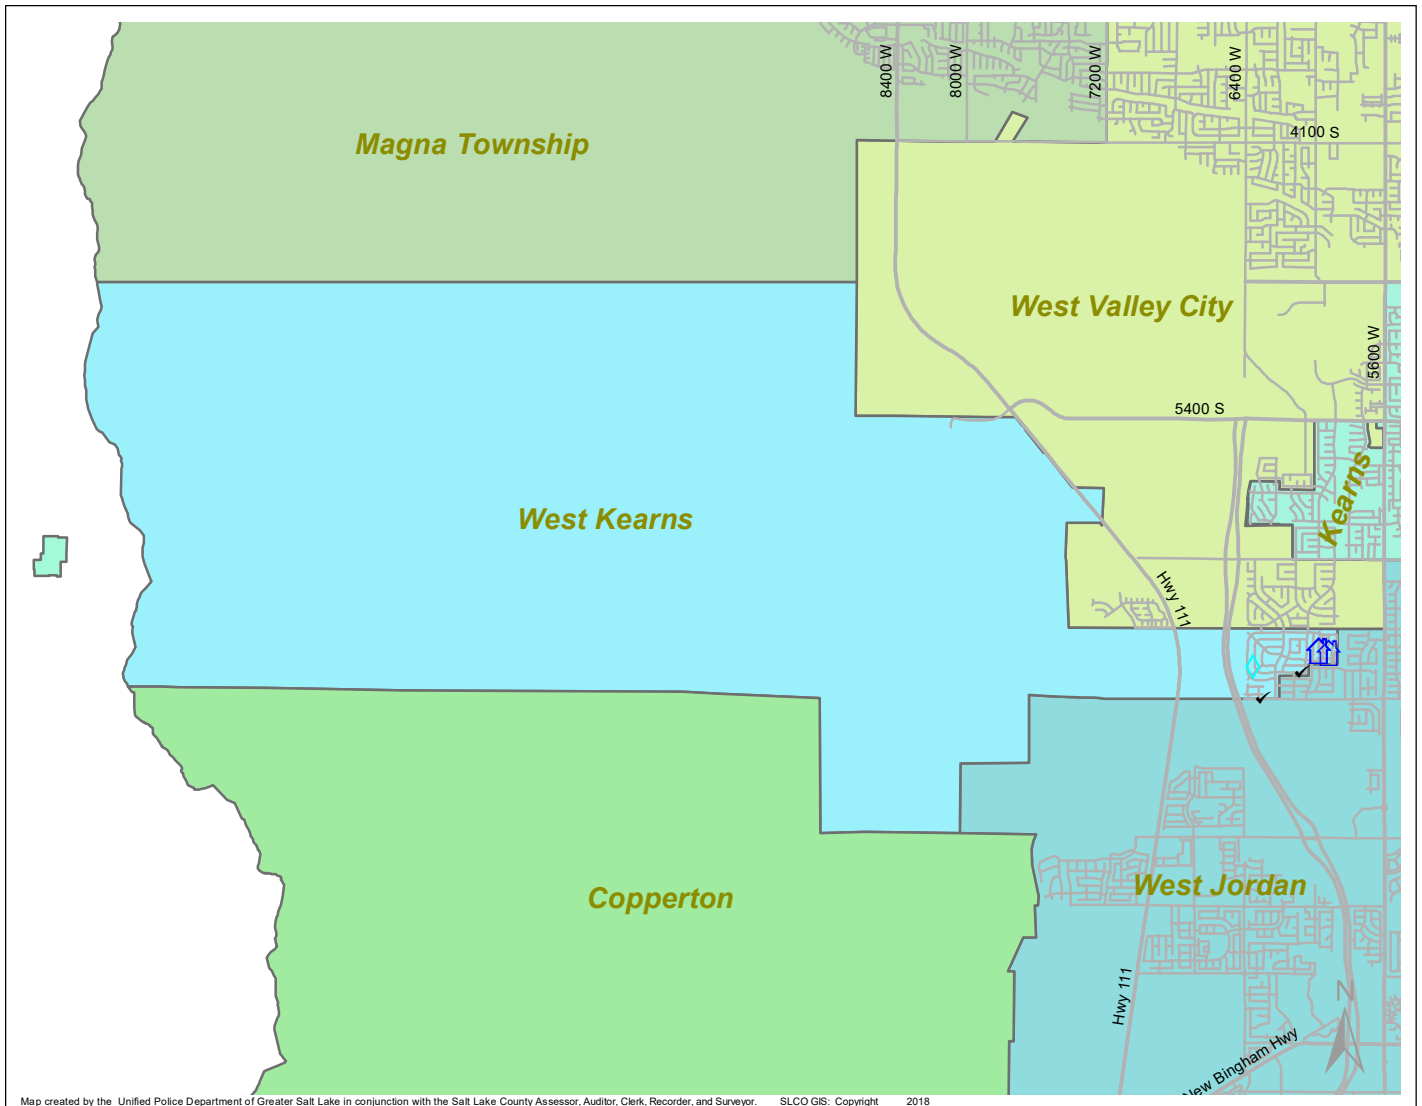 8400 W
8000 W
7200 W
6400 W
4100 S
Magna Township
West Valley City
5600 W
5400 S
Kearns
West Kearns
Hwy 111
Copperton
West Jordan
Hwy 111
N
New Bingham Hwy
Map created by the Unified Police Department of Greater Salt Lake in conjunction with the Salt Lake County Assessor, Auditor, Clerk, Recorder, and Surveyor. SLCO GIS: Copyright 2018